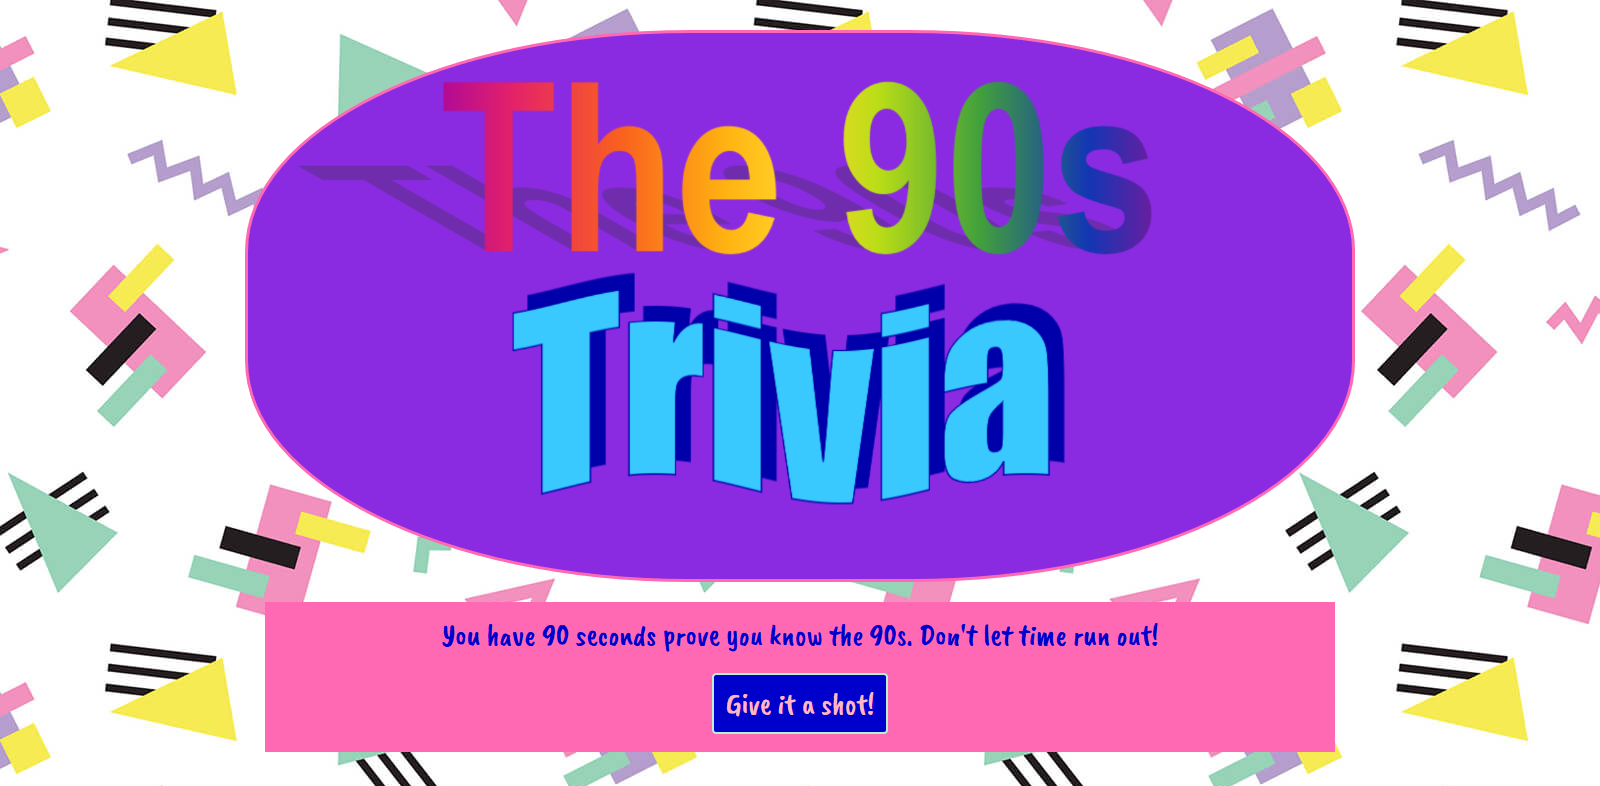 The 90s
Trivia
You have 90 seconds prove you know the 90s. Don't let time run out!
Give it a shot!